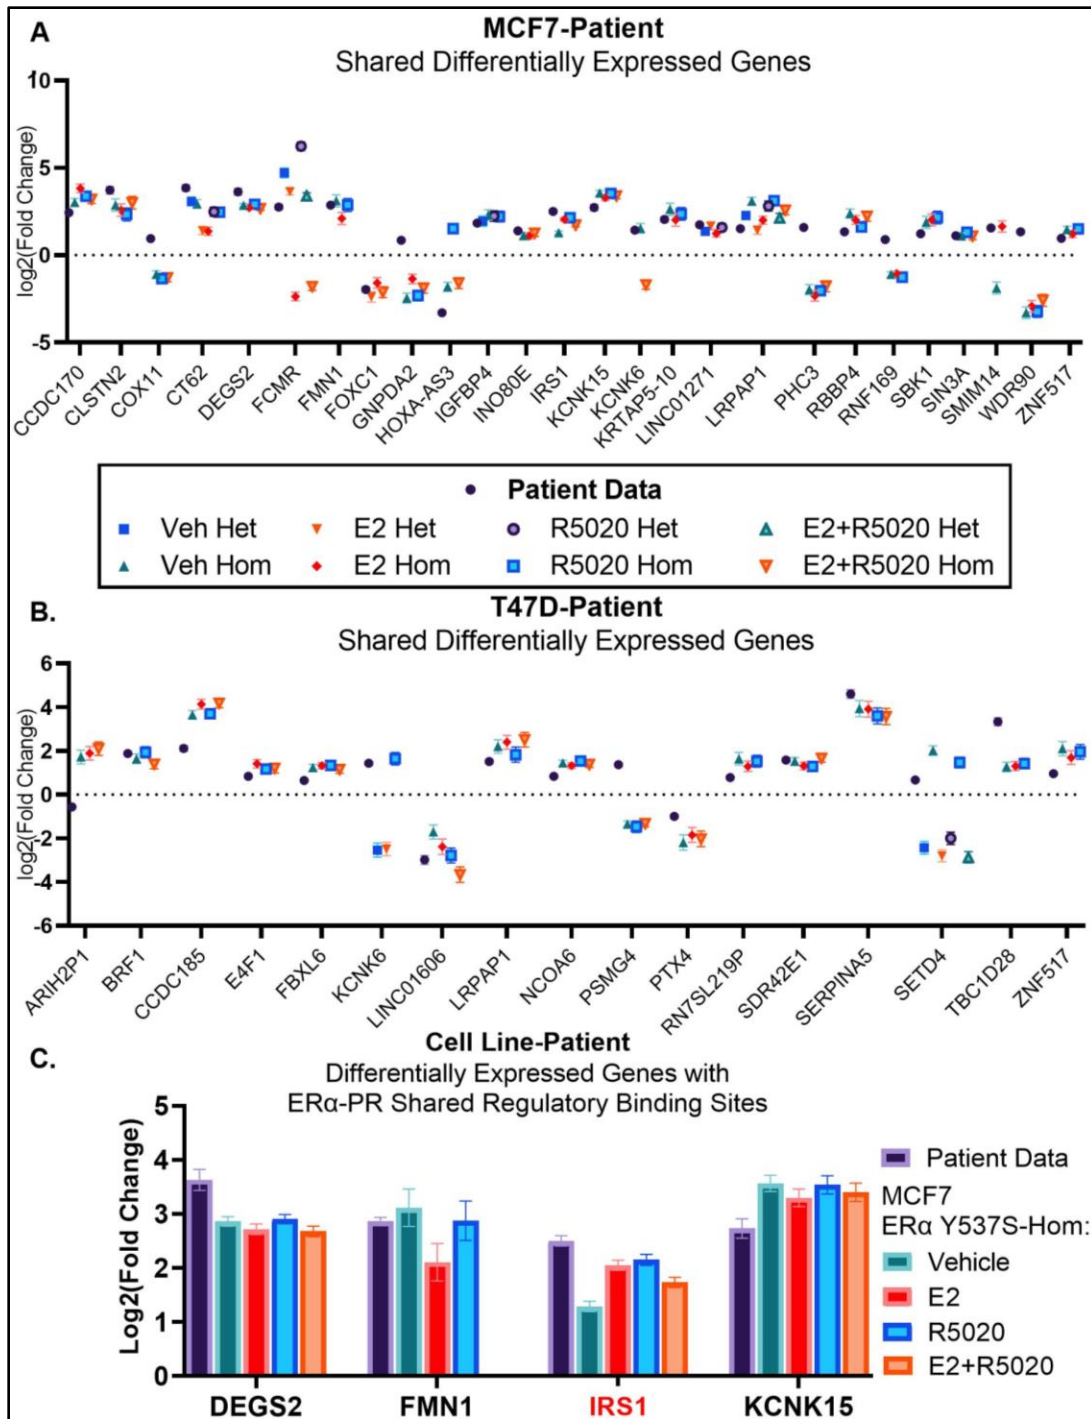 A
MCF7-Patient
Shared Differentially Expressed Genes
log2(Fold Change)
10
5
0
-5
CCDC170
CLSTN2
COX11
CT62
DEGS2
FCMR
FMN1
FOXC1
GNPDA2
HOXA-AS3
IGFBP4
INO80E
IRS1
KCNK15
KCNK6
KRTAP5-10
LINC01271
LRPAP1
PHC3
RBBP4
RNF169
SBK1
SIN3A
SMIM14
WDR90
ZNF517
Patient Data
Veh Het E2 Het R5020 Het E2+R5020 Het
Veh Hom E2 Hom R5020 Hom E2+R5020 Hom
B.
T47D-Patient
Shared Differentially Expressed Genes
log2(Fold Change)
6
4
2
0
-2
-4
-6
ARIH2P1
BRF1
CCDC185
E4F1
FBXL6
KCNK6
LINC01606
LRPAP1
NCOA6
PSMG4
PTX4
RN7SL219P
SDR42E1
SERPINA5
SETD4
TBC1D28
ZNF517
C.
Cell Line-Patient
Differentially Expressed Genes with
ERα-PR Shared Regulatory Binding Sites
Log2(Fold Change)
5
4
3
2
1
0
DEGS2 FMN1 IRS1 KCNK15
Patient Data
MCF7
ERα Y537S-Hom:
Vehicle
E2
R5020
E2+R5020